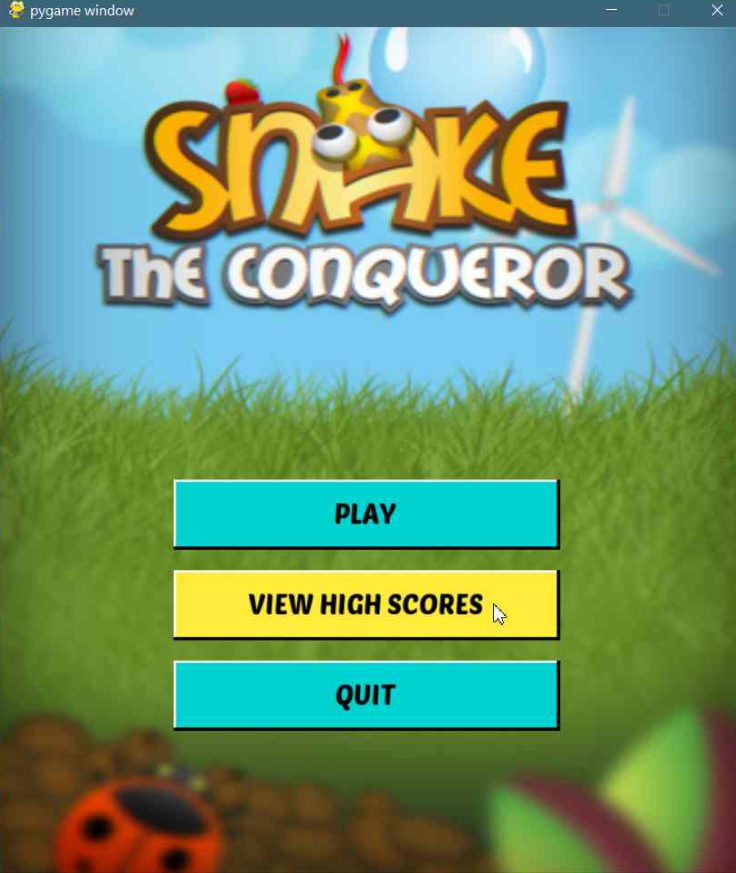 pygame window
SNAKE
The CONQUEROR
PLAY
VIEW HIGH SCORES
QUIT